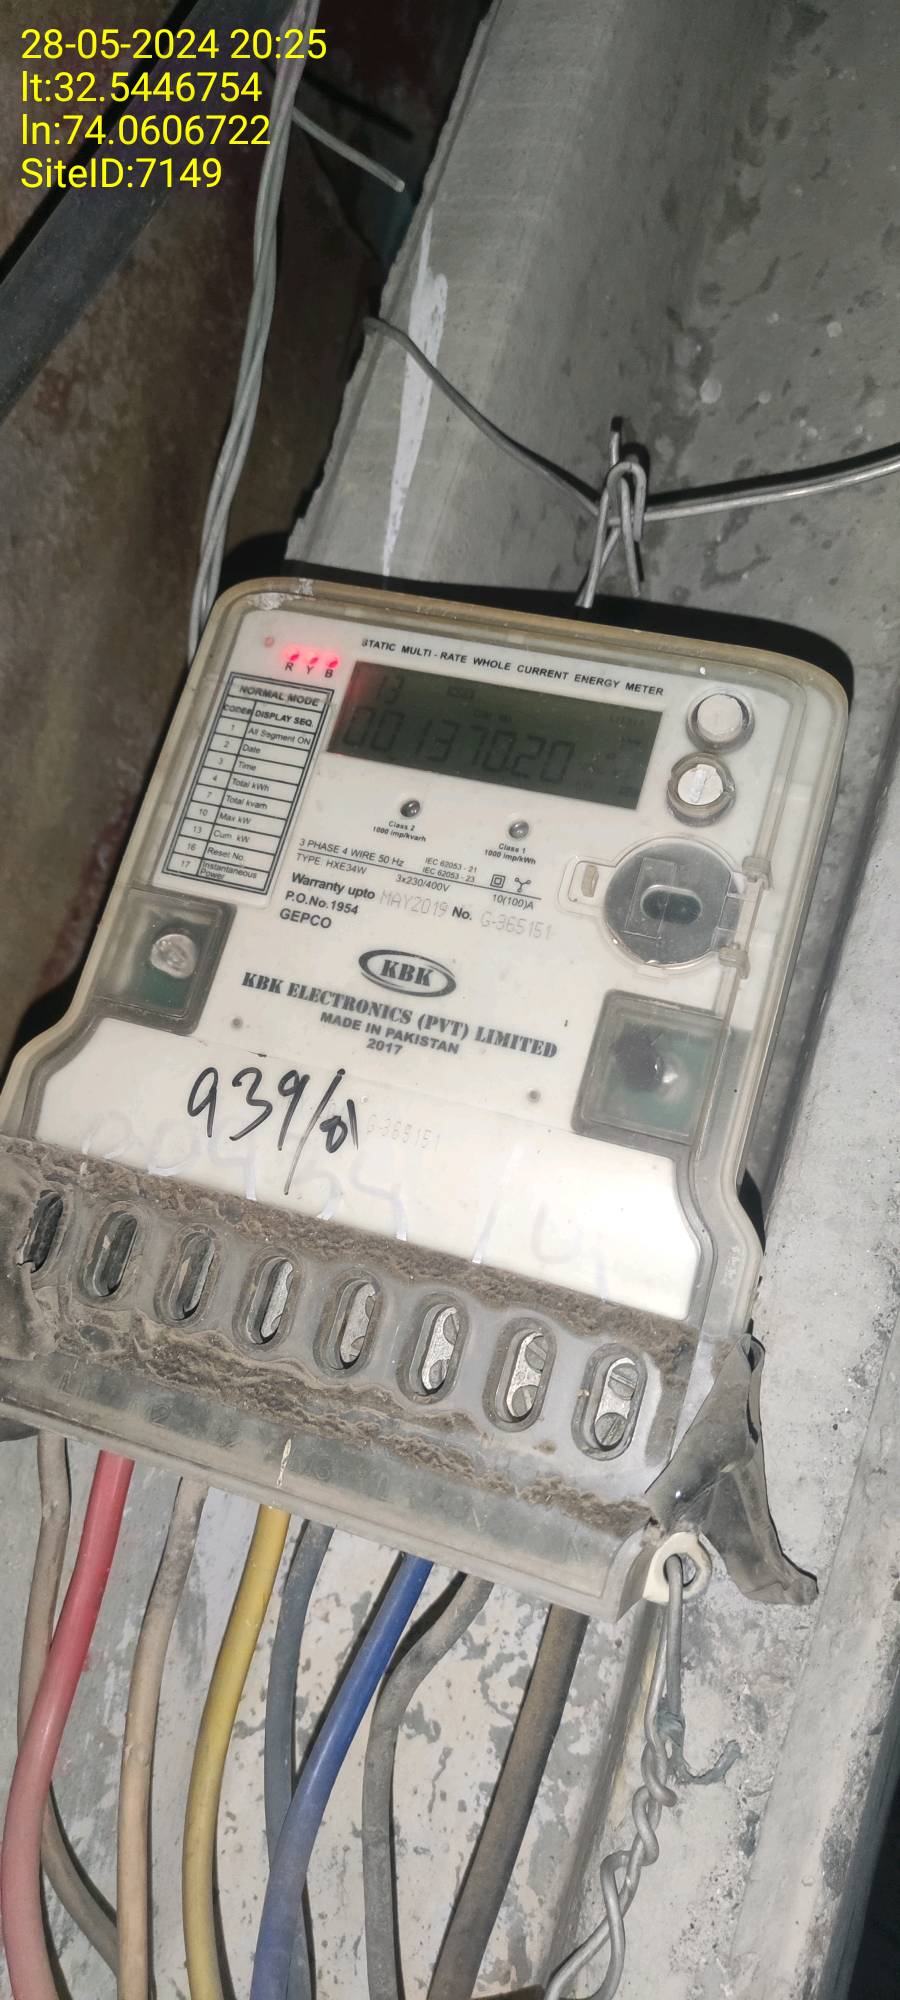 28-05-2024 20:25
lt:32.5446754
ln:74.0606722
SiteID:7149
STATIC MULTI-RATE WHOLE CURRENT ENERGY METER
R Y B
NORMAL MODE
CODE# DISPLAY SEQ.
1 All Segment ON
2 Date
3 Time
4 Total kWh
7 Total kvarh
10 Max kW
13 Cum. kW
16 Reset No.
17 Instantaneous Power
13
00137020
Class 2
1000 imp/kvarh
Class 1
1000 imp/kWh
3 PHASE 4 WIRE 50 Hz
IEC 62053 - 21
TYPE HXE34W
IEC 62053 - 23
3x230/400V
10(100)A
Warranty upto MAY2019 No. G-365151
P.O.No.1954
GEPCO
KBK
KBK ELECTRONICS (PVT) LIMITED
MADE IN PAKISTAN
2017
939/01
G-365151